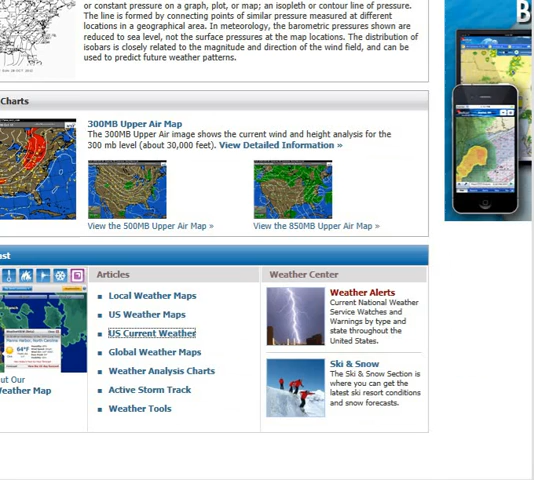 or constant pressure on a graph, plot, or map; an isopleth or contour line of pressure.
The line is formed by connecting points of similar pressure measured at different
locations in a geographical area. In meteorology, the barometric pressures shown are
reduced to sea level, not the surface pressures at the map locations. The distribution of
isobars is closely related to the magnitude and direction of the wind field, and can be
used to predict future weather patterns.
Charts
300MB Upper Air Map
The 300MB Upper Air image shows the current wind and height analysis for the
300 mb level (about 30,000 feet). View Detailed Information »
View the 500MB Upper Air Map »
View the 850MB Upper Air Map »
Articles
Weather Center
Local Weather Maps
US Weather Maps
US Current Weather
Global Weather Maps
Weather Analysis Charts
Active Storm Track
Weather Tools
Weather Alerts
Current National Weather
Service Watches and
Warnings by type and
state throughout the
United States.
Ski & Snow
The Ski & Snow Section is
where you can get the
latest ski resort conditions
and snow forecasts.
64°F
ut Our
Weather Map
B